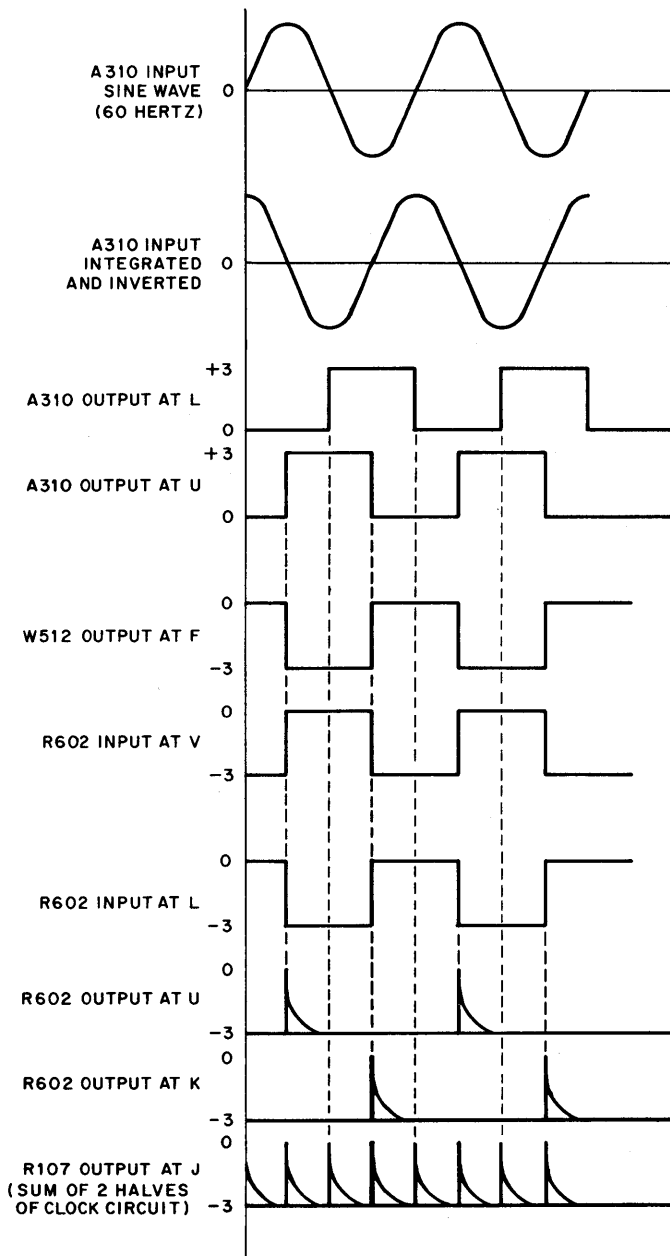 A310 INPUT
SINE WAVE
(60 HERTZ)
0
A310 INPUT
INTEGRATED
AND INVERTED
0
+3
A310 OUTPUT AT L
0
+3
A310 OUTPUT AT U
0
0
W512 OUTPUT AT F
-3
0
R602 INPUT AT V
-3
0
R602 INPUT AT L
-3
0
R602 OUTPUT AT U
-3
0
R602 OUTPUT AT K
-3
0
R107 OUTPUT AT J
(SUM OF 2 HALVES
OF CLOCK CIRCUIT)
-3